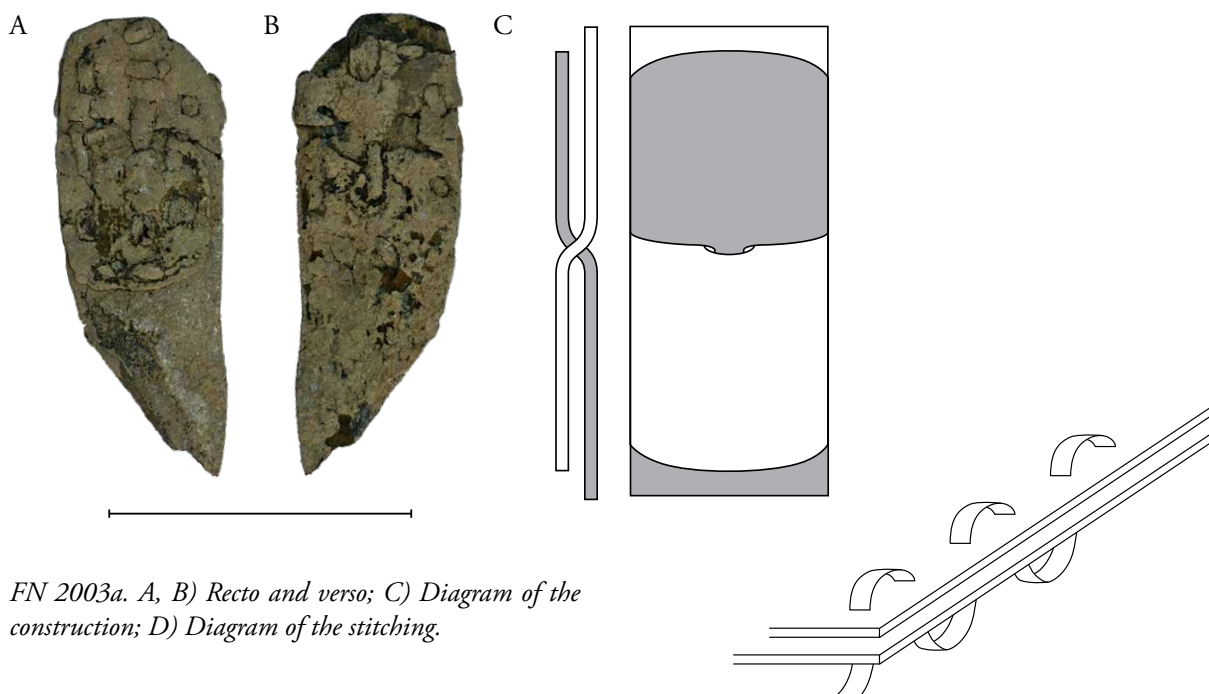 A
B
C
FN 2003a. A, B) Recto and verso; C) Diagram of the
construction; D) Diagram of the stitching.